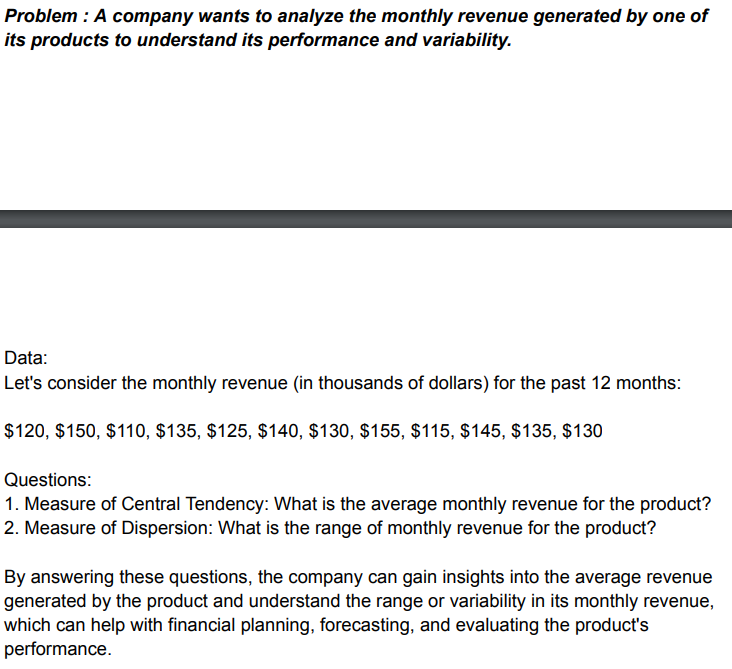 Problem : A company wants to analyze the monthly revenue generated by one of
its products to understand its performance and variability.
Data:
Let's consider the monthly revenue (in thousands of dollars) for the past 12 months:
$120, $150, $110, $135, $125, $140, $130, $155, $115, $145, $135, $130
Questions:
1. Measure of Central Tendency: What is the average monthly revenue for the product?
2. Measure of Dispersion: What is the range of monthly revenue for the product?
By answering these questions, the company can gain insights into the average revenue
generated by the product and understand the range or variability in its monthly revenue,
which can help with financial planning, forecasting, and evaluating the product's
performance.